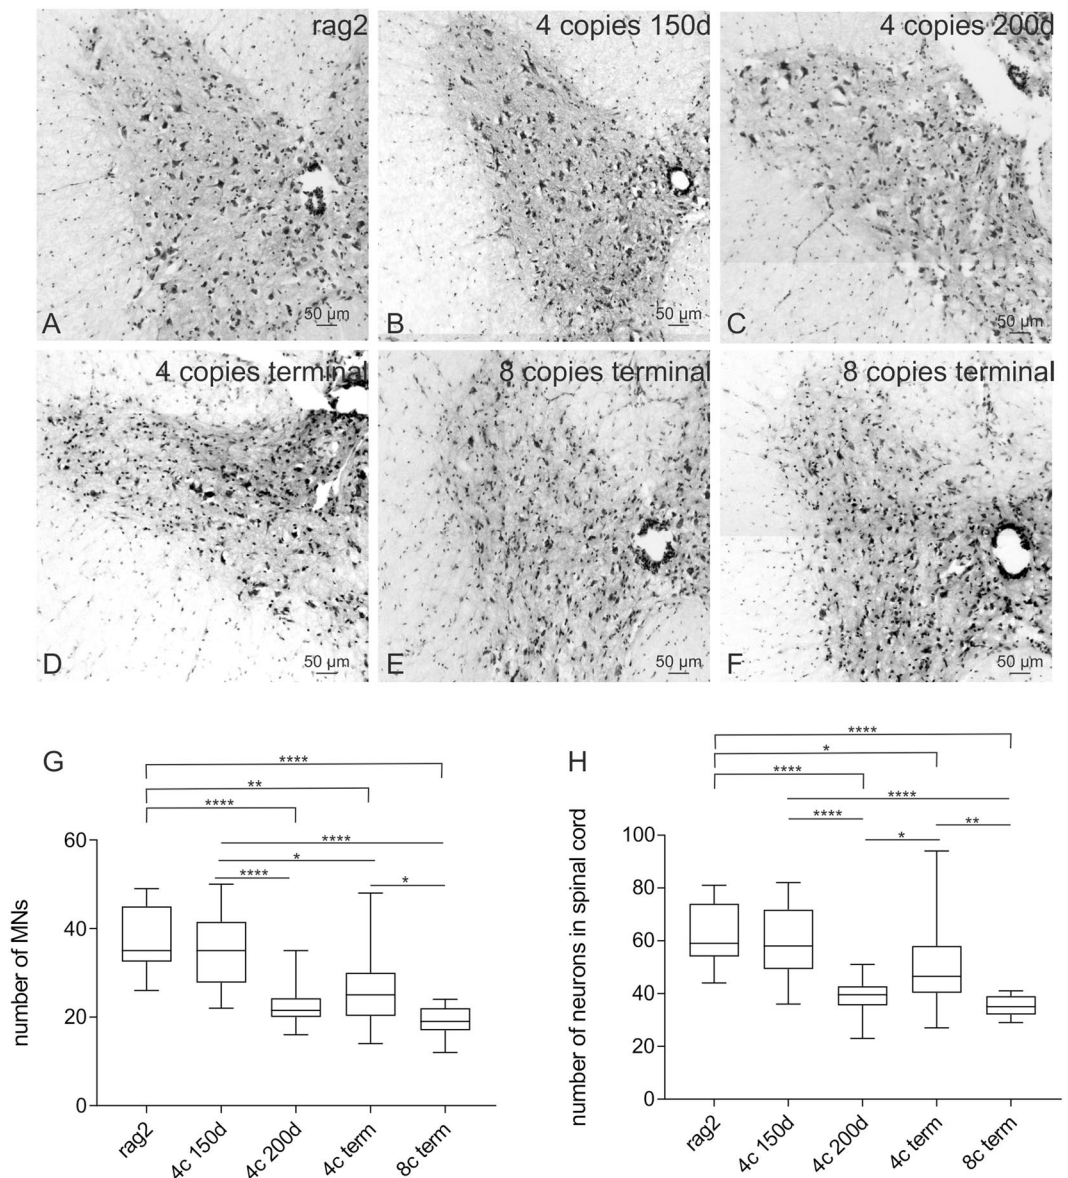 rag2
4 copies 150d
4 copies 200d
50 µm
50 µm
50 µm
A
B
C
4 copies terminal
8 copies terminal
8 copies terminal
50 µm
50 µm
50 µm
D
E
F
G
****
**
****
****
*
****
*
60
40
20
0
number of MNs
rag2
4c 150d
4c 200d
4c term
8c term
H
****
*
****
****
****
**
*
100
80
60
40
20
0
number of neurons in spinal cord
rag2
4c 150d
4c 200d
4c term
8c term